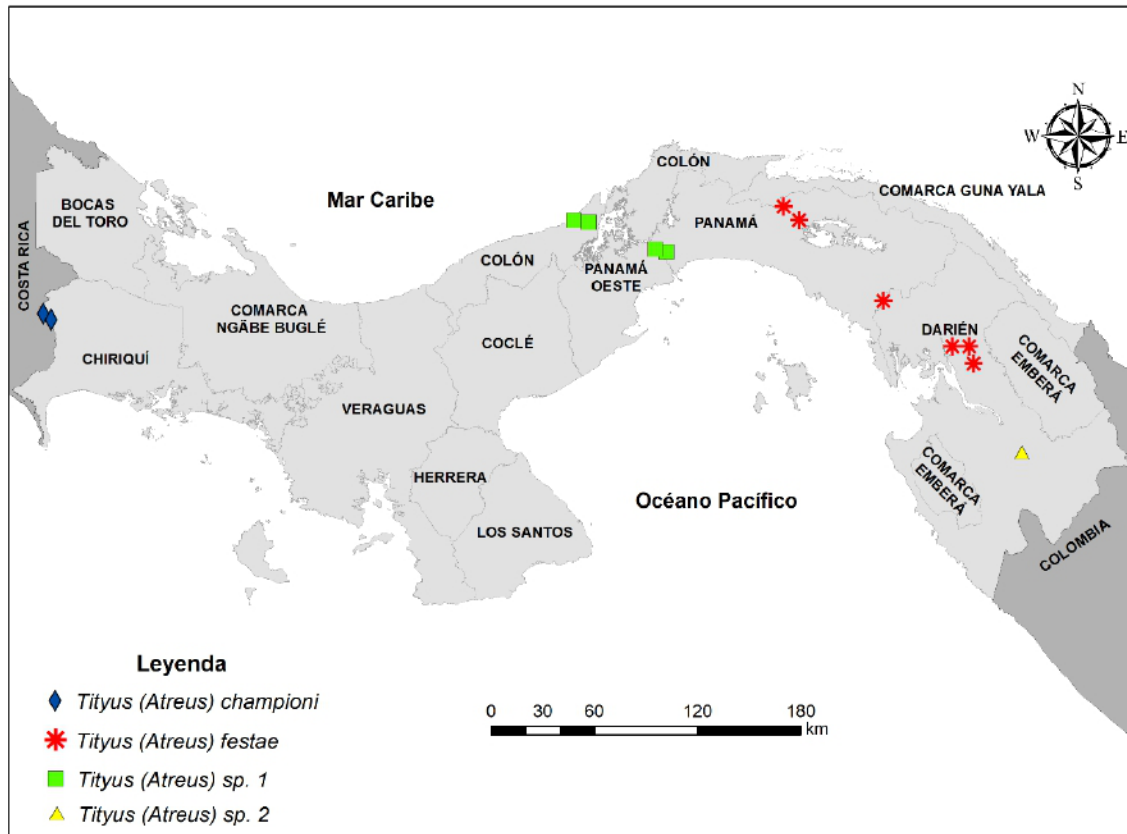 N
W
E
S
COLÓN
COMARCA GUNA YALA
BOCAS
DEL TORO
Mar Caribe
PANAMÁ
COSTA RICA
COLÓN
PANAMÁ
OESTE
COMARCA
NGÄBE BUGLÉ
CHIRIQUÍ
COCLÉ
DARIÉN
COMARCA
EMBERÁ
VERAGUAS
HERRERA
COMARCA
EMBERÁ
Océano Pacífico
LOS SANTOS
COLOMBIA
Leyenda
Tityus (Atreus) championi
Tityus (Atreus) festae
Tityus (Atreus) sp. 1
Tityus (Atreus) sp. 2
0 30 60 120 180
km